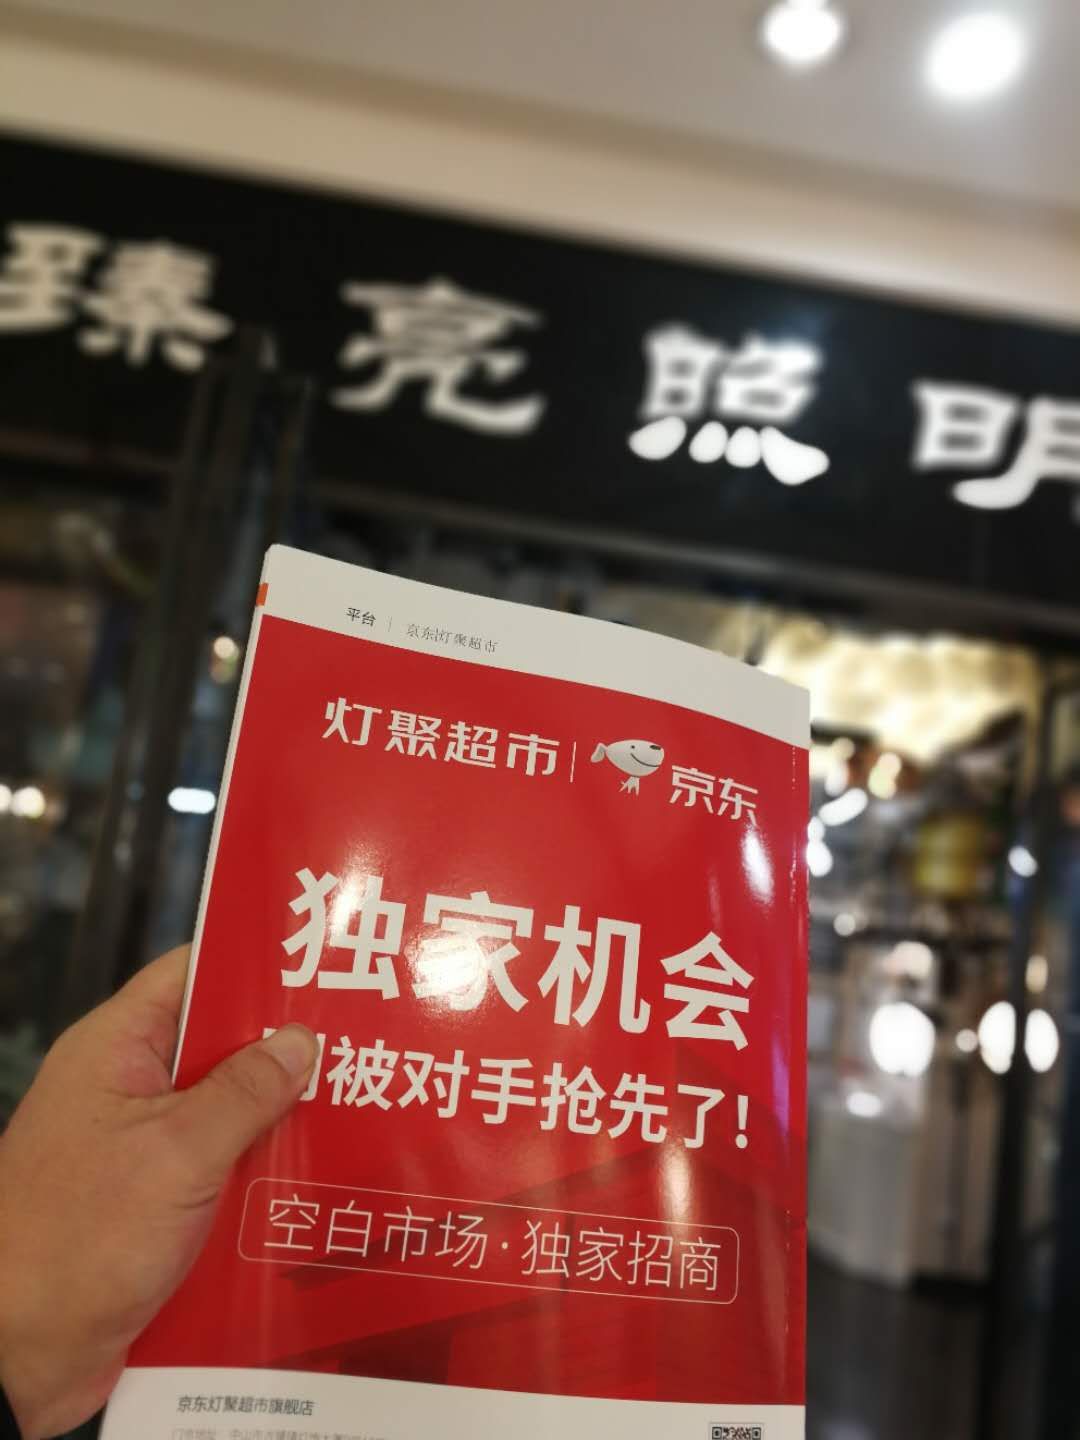 臻亮照明
平台 | 京东灯聚超市
灯聚超市 | 京东
独家机会
别被对手抢先了!
空白市场·独家招商
京东灯聚超市旗舰店